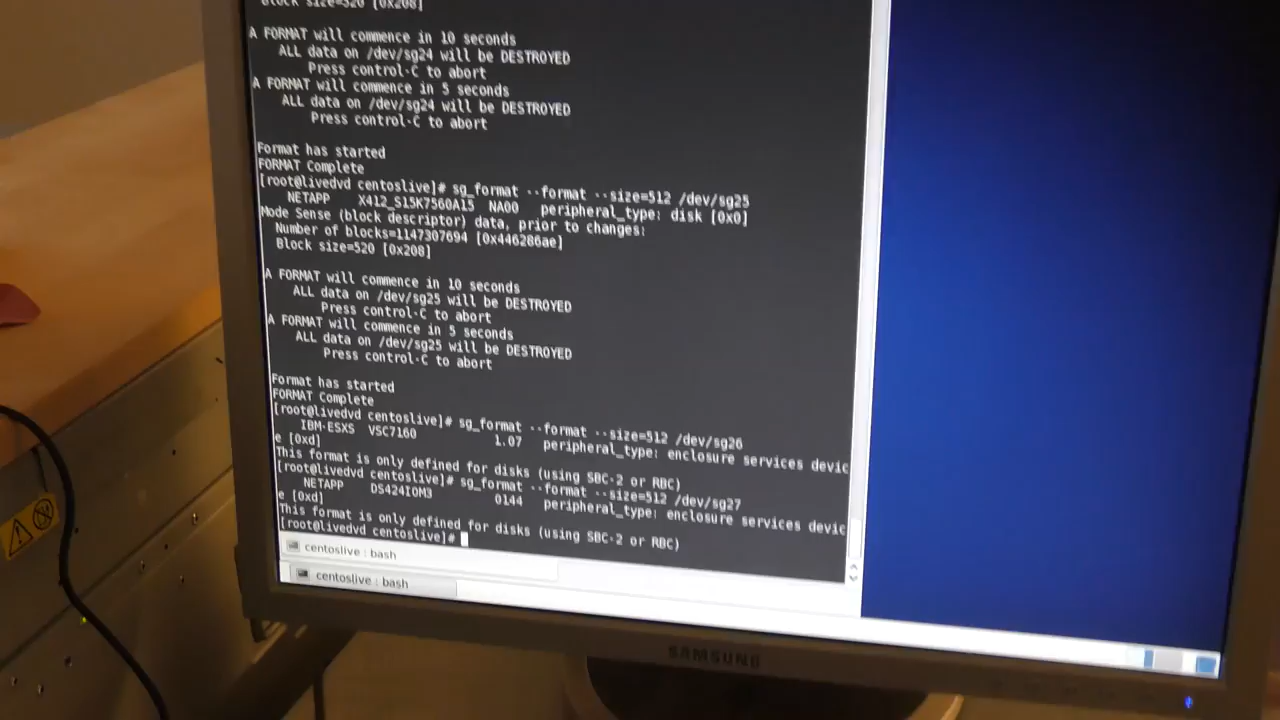 Block size=520 [0x208]
A FORMAT will commence in 10 seconds
ALL data on /dev/sg24 will be DESTROYED
Press control-C to abort
A FORMAT will commence in 5 seconds
ALL data on /dev/sg24 will be DESTROYED
Press control-C to abort
Format has started
FORMAT Complete
[root@livedvd centoslive]# sg_format --format --size=512 /dev/sg25
NETAPP X412_S15K7560A15 NA00 peripheral_type: disk [0x0]
Mode Sense (block descriptor) data, prior to changes:
Number of blocks=1147307694 [0x446286ae]
Block size=520 [0x208]
A FORMAT will commence in 10 seconds
ALL data on /dev/sg25 will be DESTROYED
Press control-C to abort
A FORMAT will commence in 5 seconds
ALL data on /dev/sg25 will be DESTROYED
Press control-C to abort
Format has started
FORMAT Complete
[root@livedvd centoslive]# sg_format --format --size=512 /dev/sg26
IBM-ESXS VSC7160 1.07 peripheral_type: enclosure services devic
e [0xd]
This format is only defined for disks (using SBC-2 or RBC)
[root@livedvd centoslive]# sg_format --format --size=512 /dev/sg27
NETAPP DS424IOM3 0144 peripheral_type: enclosure services devic
e [0xd]
This format is only defined for disks (using SBC-2 or RBC)
[root@livedvd centoslive]#
centoslive : bash
centoslive : bash
SAMSUNG